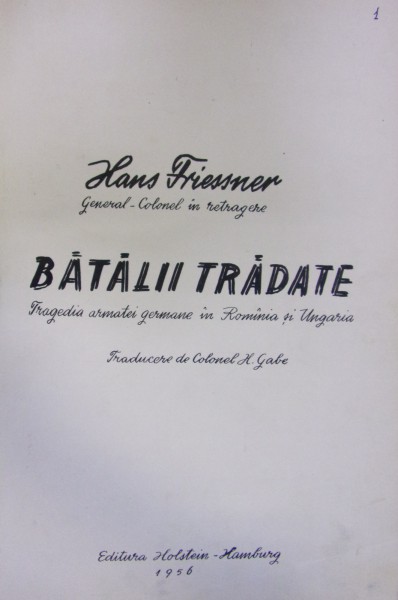 1
Hans Friessner
General-Colonel în retragere
BĂTĂLII TRĂDATE
Tragedia armatei germane în Romînia și Ungaria
Traducere de Colonel H. Gabe
Editura Holstein-Hamburg
1956